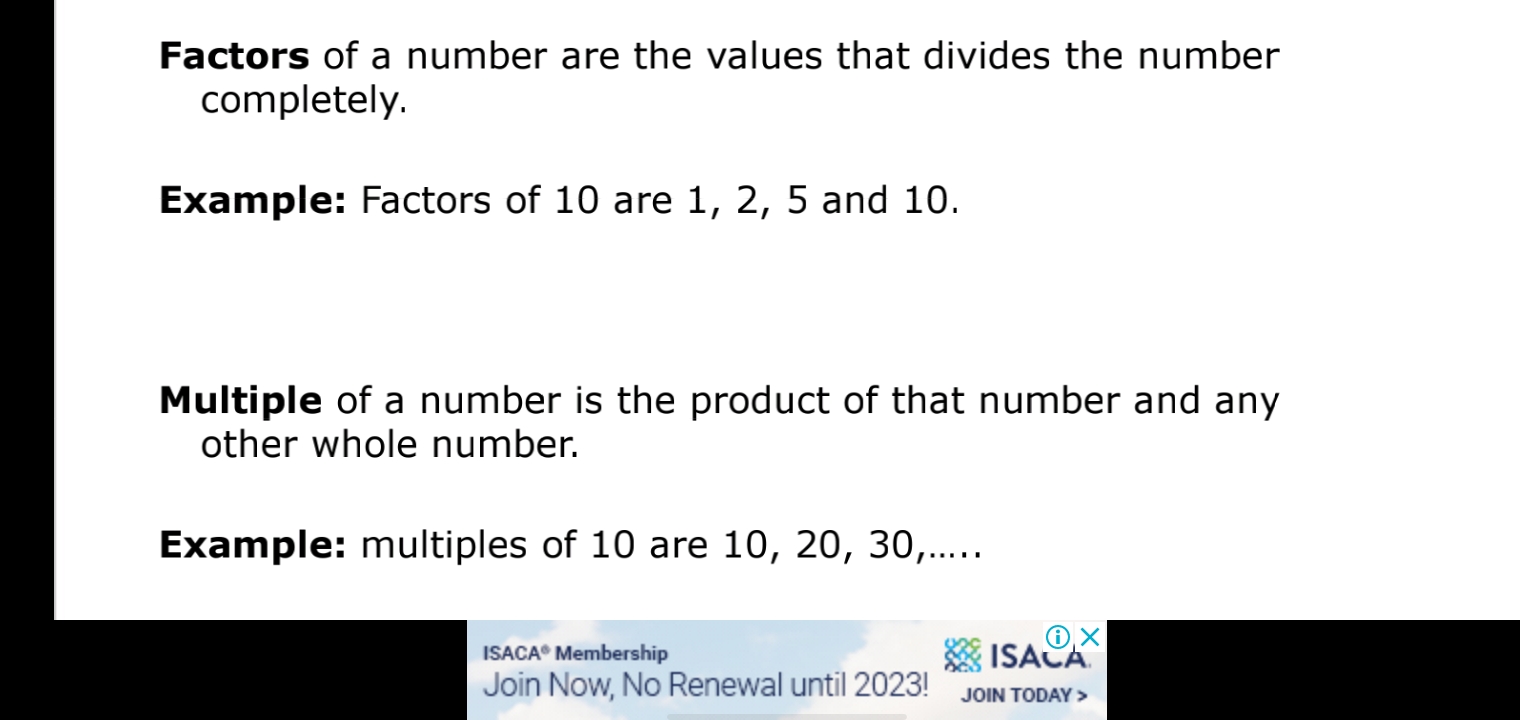 Factors of a number are the values that divides the number
completely.
Example: Factors of 10 are 1, 2, 5 and 10.
Multiple of a number is the product of that number and any
other whole number.
Example: multiples of 10 are 10, 20, 30,…..
ISACA® Membership
Join Now, No Renewal until 2023!
ISACA.
JOIN TODAY >